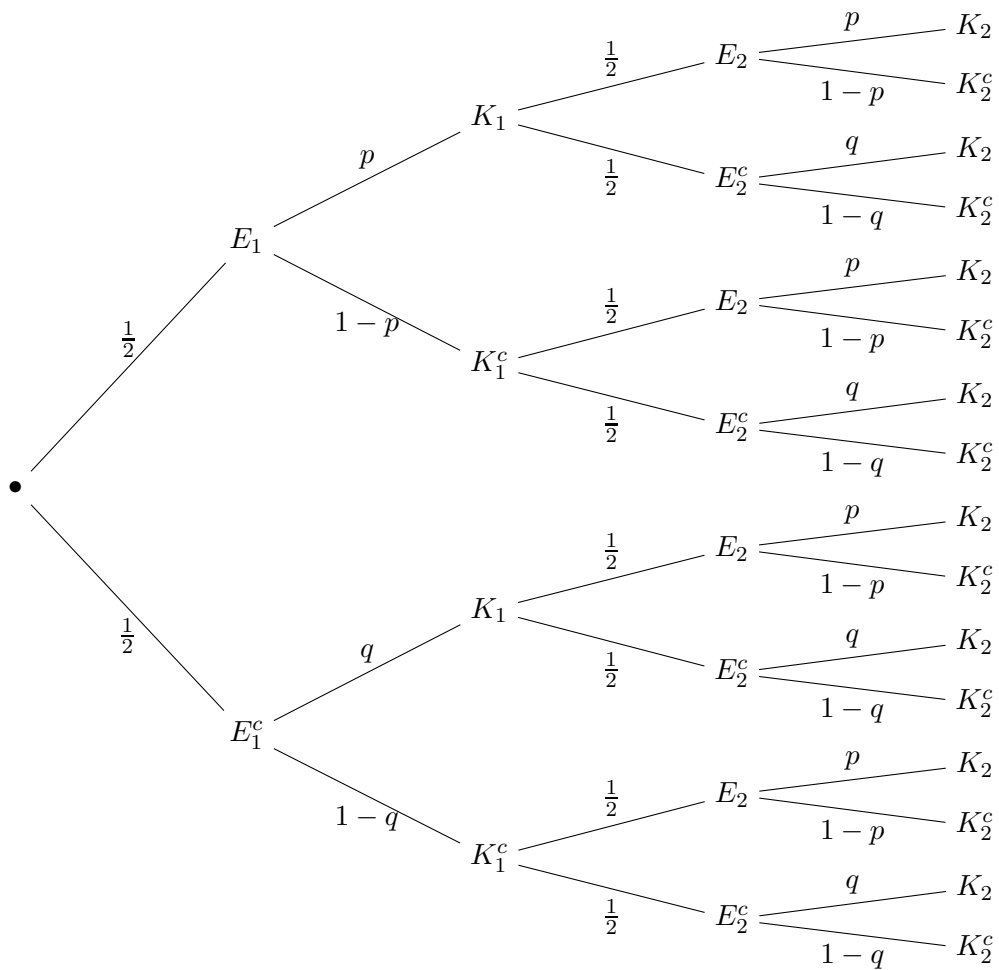 p K_2
1/2 E_2
1 − p K_2^c
K_1
q K_2
p 1/2 E_2^c
1 − q K_2^c
E_1
p K_2
1/2 E_2
1 − p K_2^c
1/2 1 − p
K_1^c
q K_2
1/2 E_2^c
1 − q K_2^c
•
p K_2
1/2 E_2
1 − p K_2^c
K_1
1/2 q K_2
q 1/2 E_2^c
1 − q K_2^c
E_1^c
p K_2
1/2 E_2
1 − q 1 − p K_2^c
K_1^c
q K_2
1/2 E_2^c
1 − q K_2^c